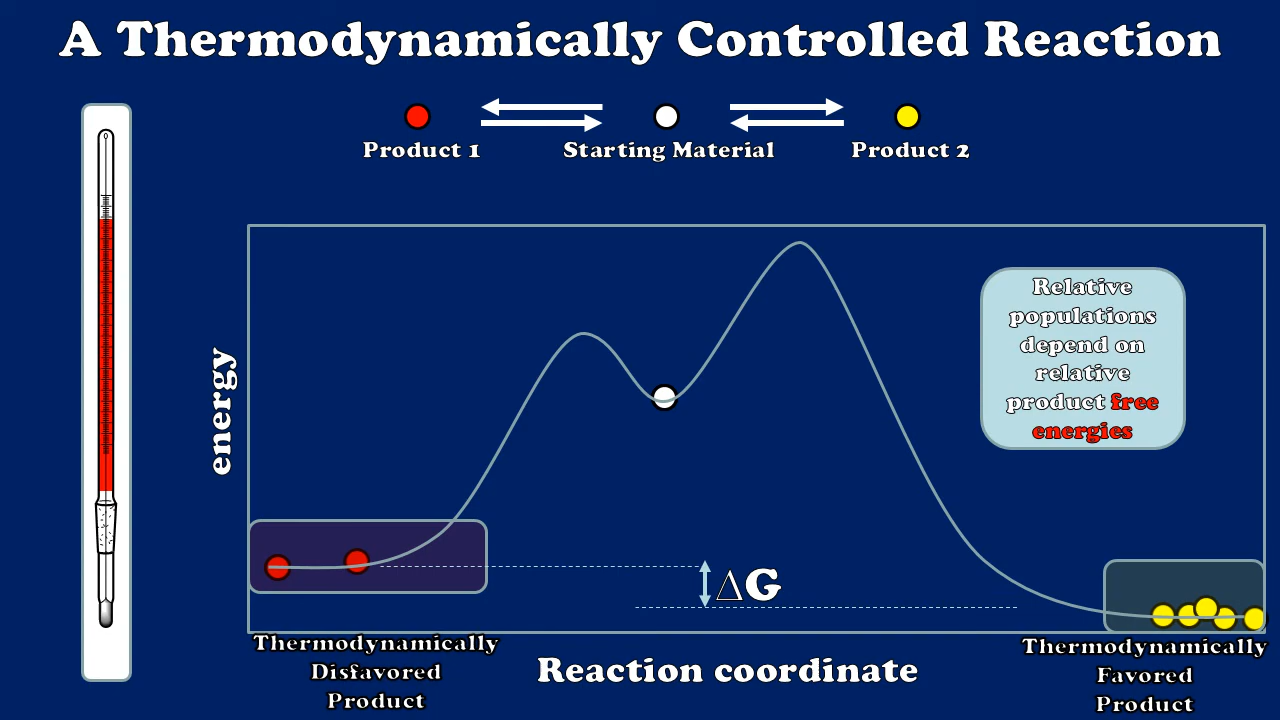 A Thermodynamically Controlled Reaction
Product 1
Starting Material
Product 2
Relative
populations
depend on
relative
product free
energies
energy
ΔG
Thermodynamically
Disfavored
Product
Reaction coordinate
Thermodynamically
Favored
Product